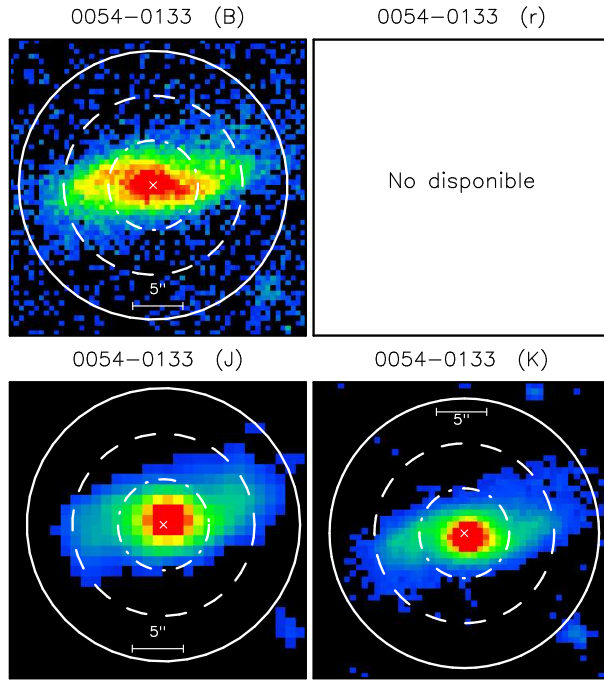 0054-0133 (B)
0054-0133 (r)
5"
No disponible
0054-0133 (J)
0054-0133 (K)
5"
5"